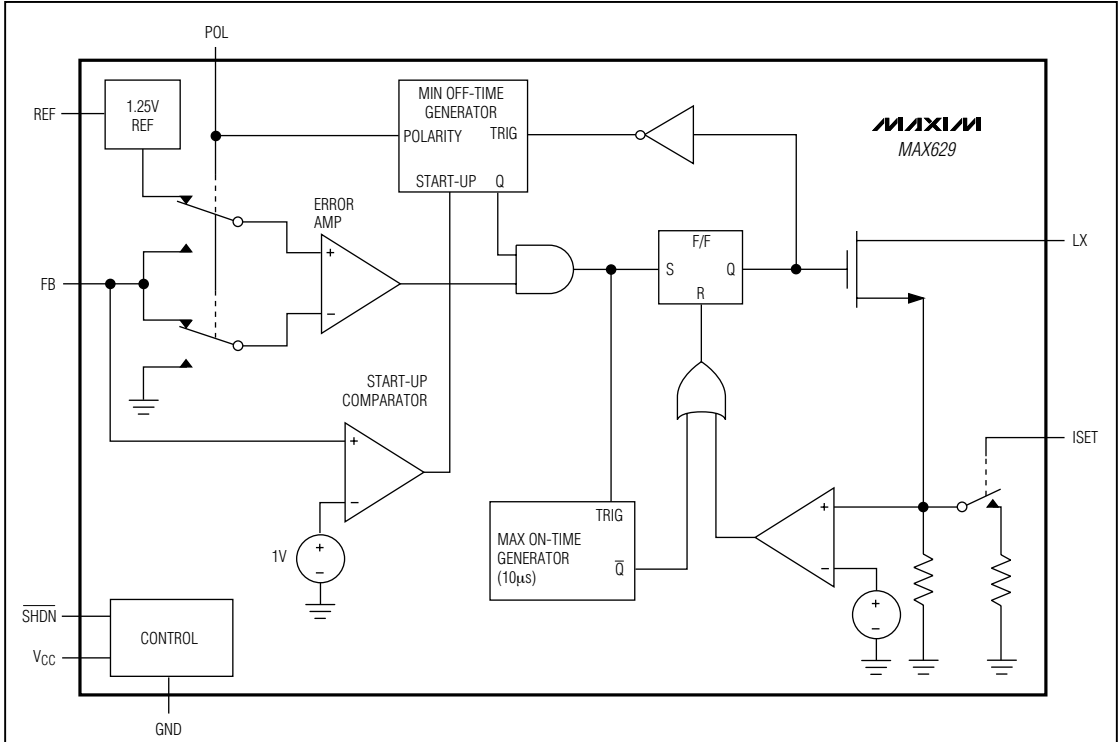 POL
REF
1.25V
REF
MIN OFF-TIME
GENERATOR
POLARITY
TRIG
START-UP
Q
MAXIM
MAX629
ERROR
AMP
+
−
FB
F/F
S
Q
R
LX
START-UP
COMPARATOR
+
−
1V
+
−
ISET
TRIG
MAX ON-TIME
GENERATOR
(10µs)
Q̅
+
−
+
−
S̅H̅D̅N̅
VCC
CONTROL
GND